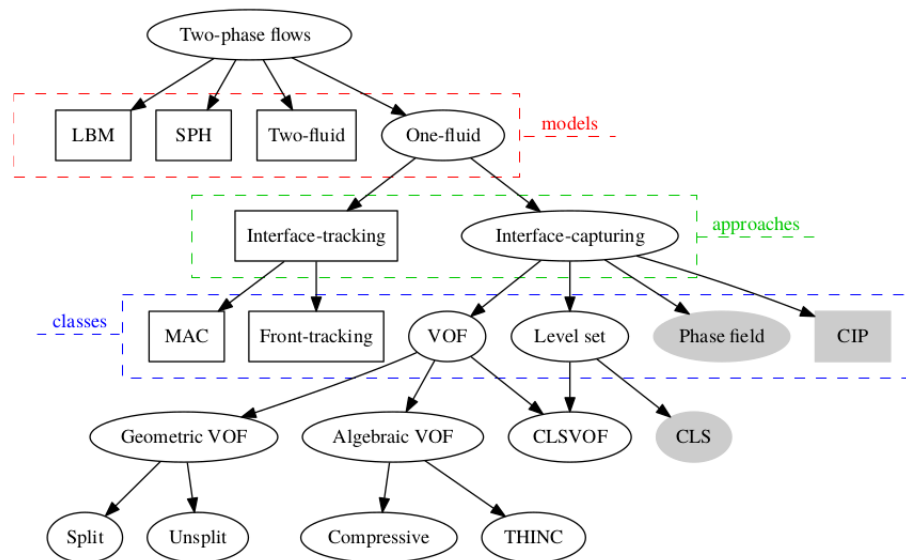 Two-phase flows
LBM
SPH
Two-fluid
One-fluid
models
Interface-tracking
Interface-capturing
approaches
classes
MAC
Front-tracking
VOF
Level set
Phase field
CIP
Geometric VOF
Algebraic VOF
CLSVOF
CLS
Split
Unsplit
Compressive
THINC